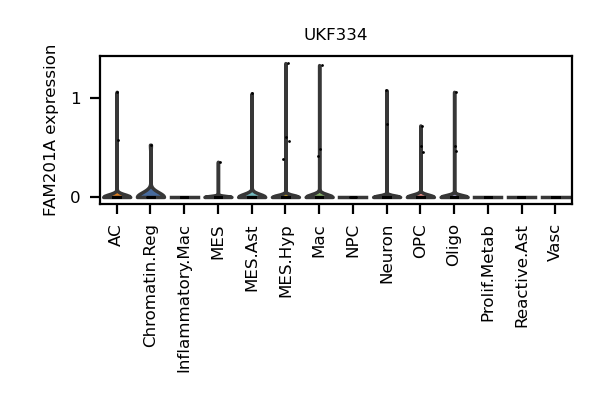 UKF334
FAM201A expression
1
0
AC
Chromatin.Reg
Inflammatory.Mac
MES
MES.Ast
MES.Hyp
Mac
NPC
Neuron
OPC
Oligo
Prolif.Metab
Reactive.Ast
Vasc